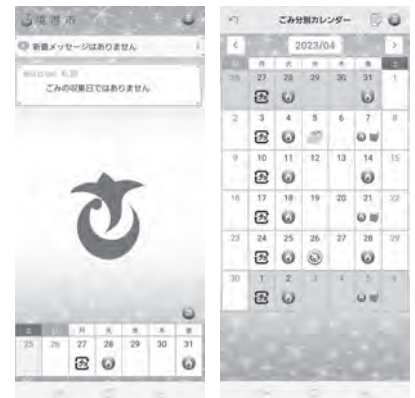 境港市
新着メッセージはありません
ごみの収集日ではありません
土 日 月 火 水 木 金
25 26 27 28 29 30 31
ごみ分別カレンダー
2023/04
日 月 火 水 木 金 土
26 27 28 29 30 31 1
2 3 4 5 6 7 8
9 10 11 12 13 14 15
16 17 18 19 20 21 22
23 24 25 26 27 28 29
30 1 2 3 4 5 6